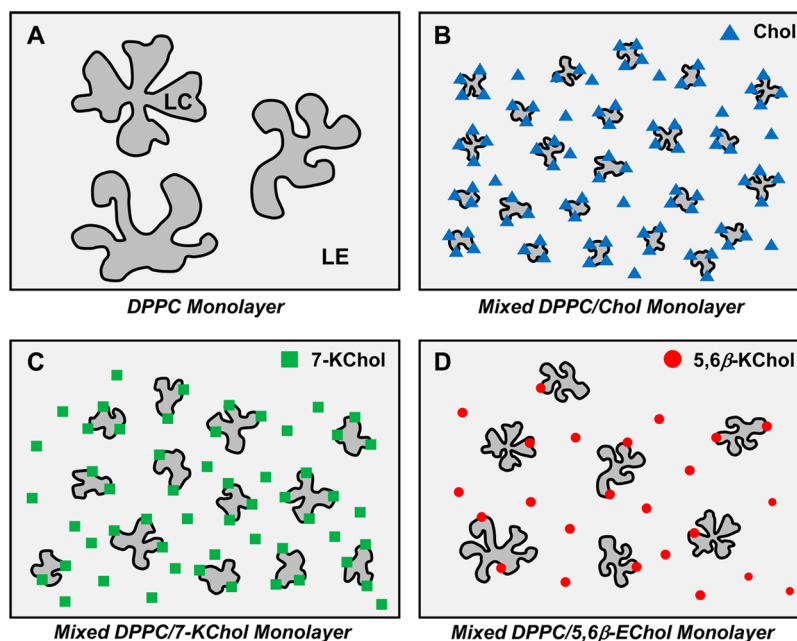 A
LC
LE
DPPC Monolayer
B
Chol
Mixed DPPC/Chol Monolayer
C
7-KChol
Mixed DPPC/7-KChol Monolayer
D
5,6β-KChol
Mixed DPPC/5,6β-EChol Monolayer